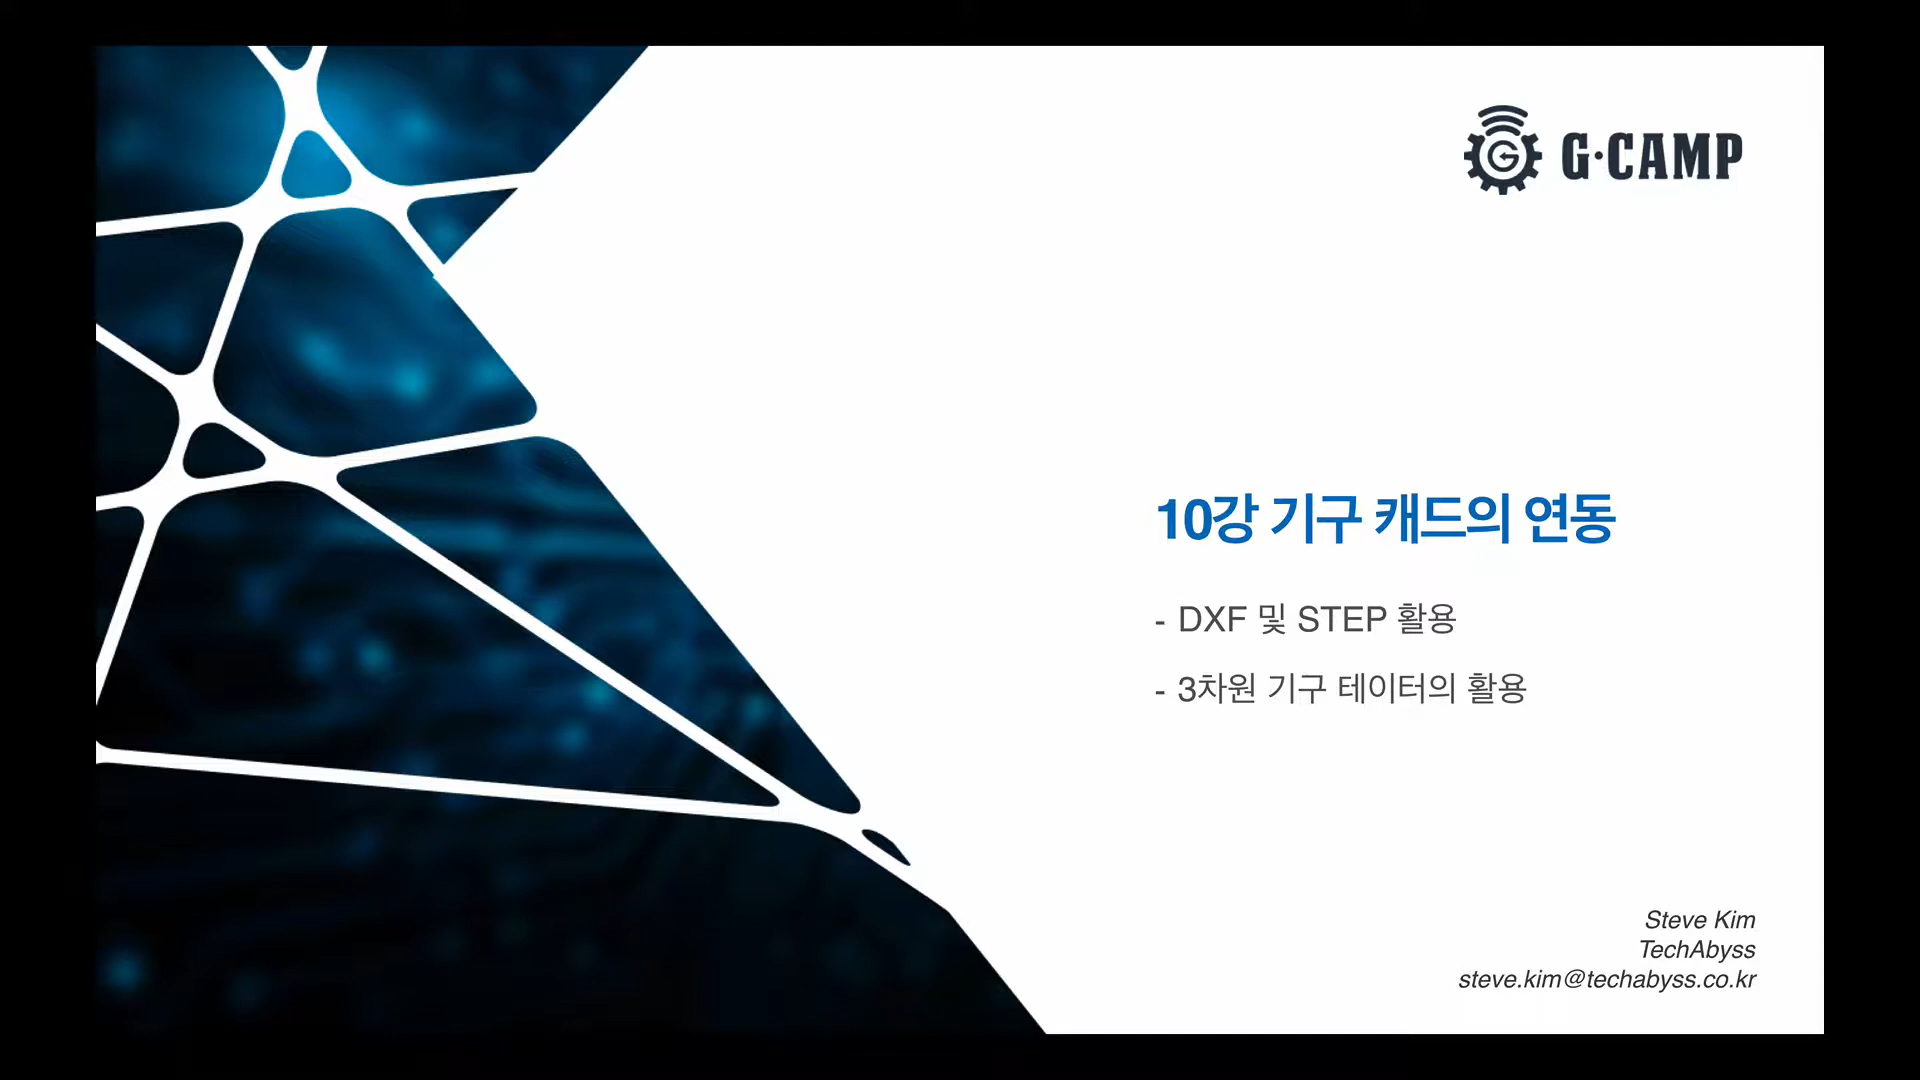 G·CAMP
10강 기구 캐드의 연동
- DXF 및 STEP 활용
- 3차원 기구 테이터의 활용
Steve Kim
TechAbyss
steve.kim@techabyss.co.kr